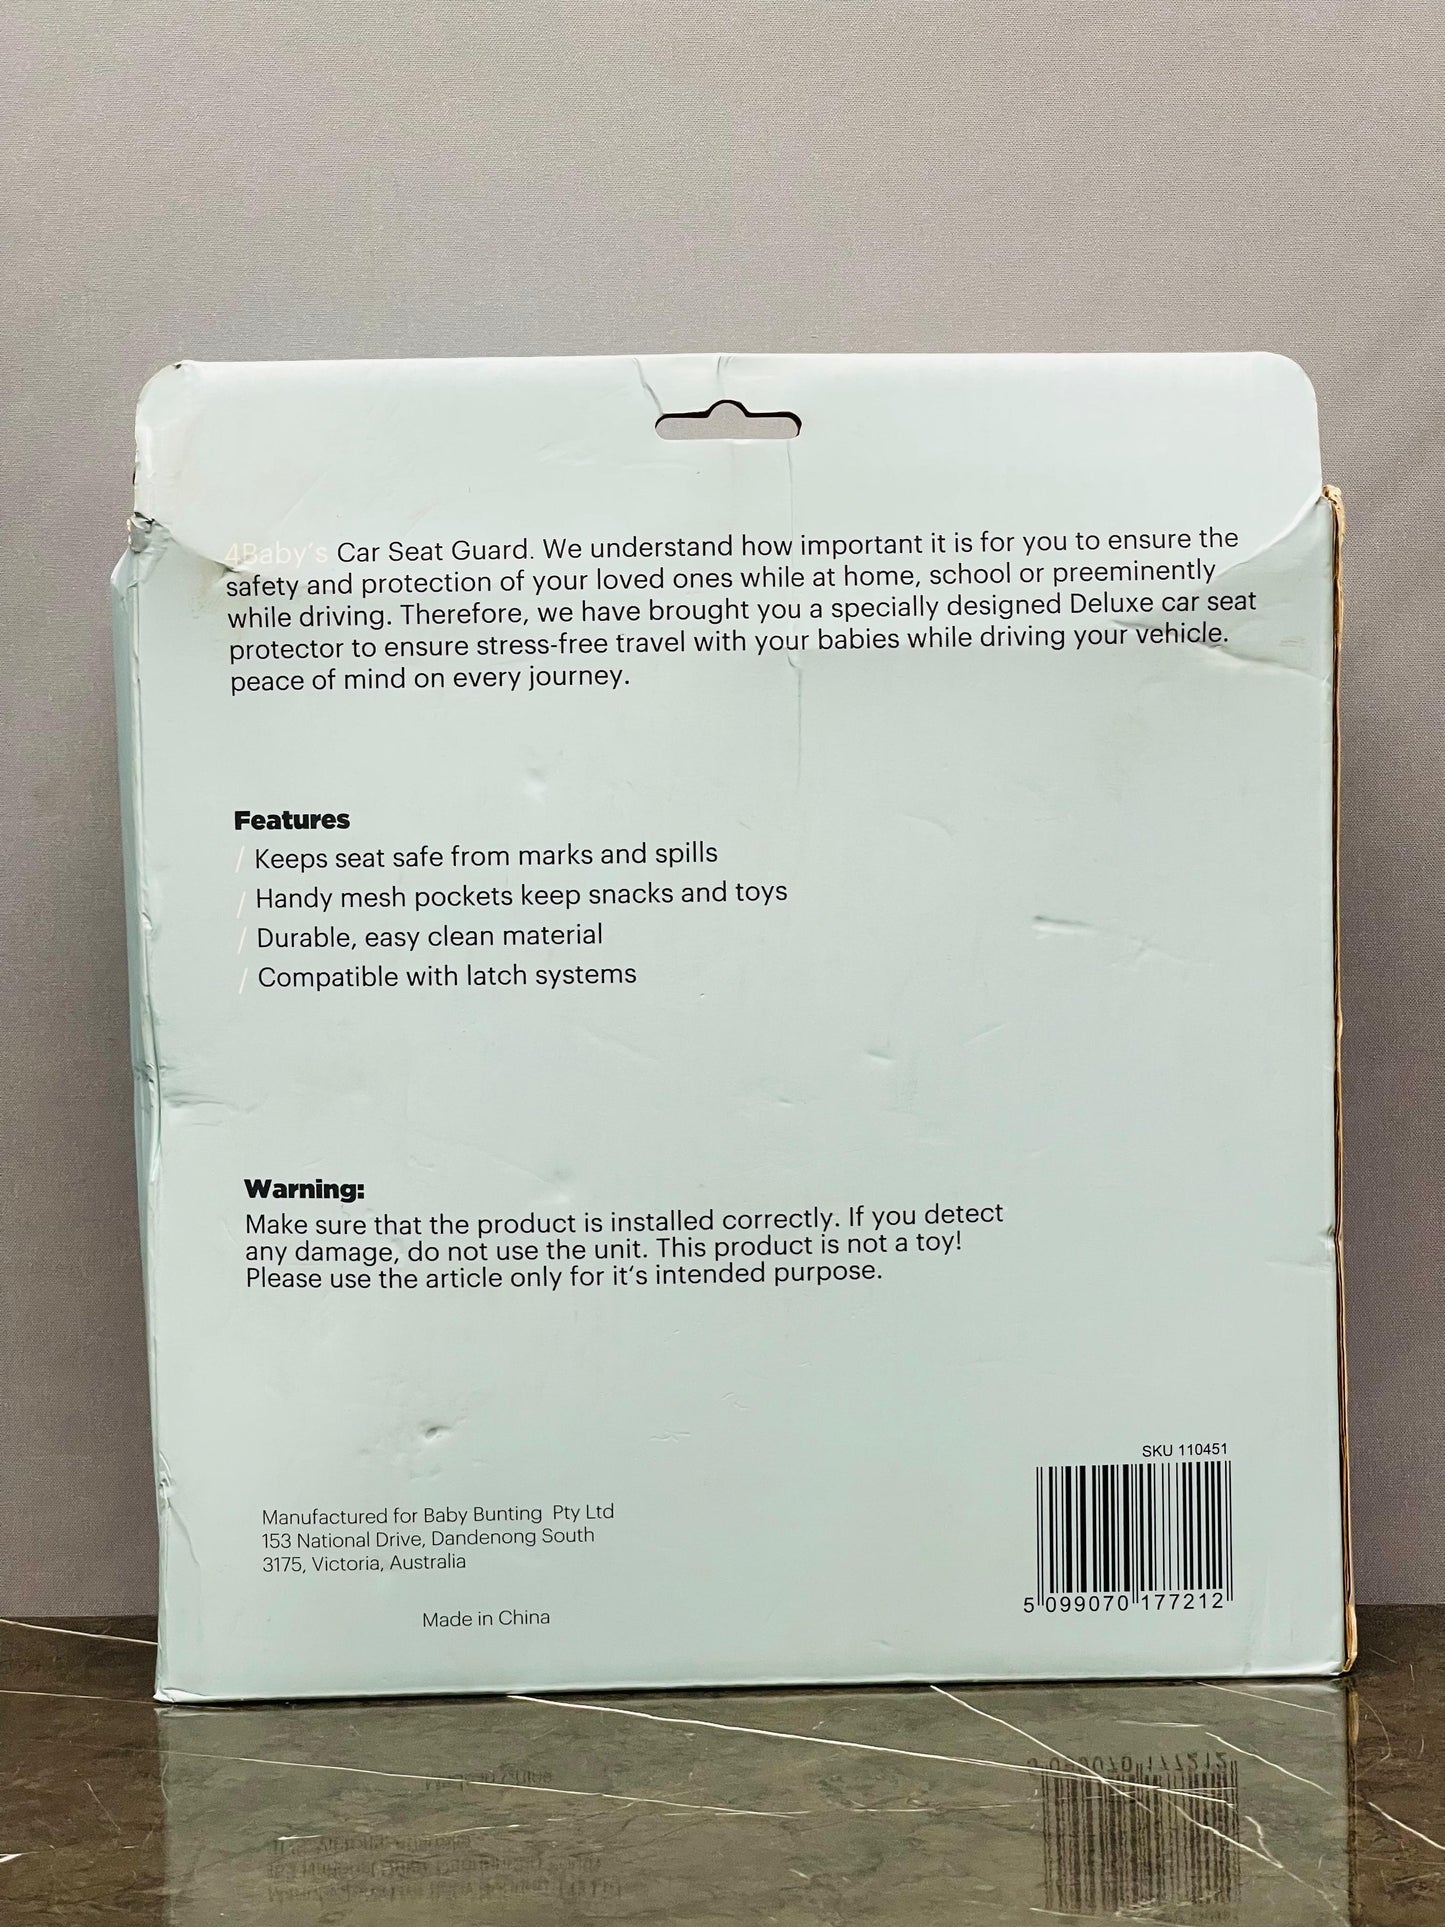 4Baby's Car Seat Guard. We understand how important it is for you to ensure the
safety and protection of your loved ones while at home, school or preeminently
while driving. Therefore, we have brought you a specially designed Deluxe car seat
protector to ensure stress-free travel with your babies while driving your vehicle.
peace of mind on every journey.
Features
/ Keeps seat safe from marks and spills
/ Handy mesh pockets keep snacks and toys
/ Durable, easy clean material
/ Compatible with latch systems
Warning:
Make sure that the product is installed correctly. If you detect
any damage, do not use the unit. This product is not a toy!
Please use the article only for it‘s intended purpose.
SKU 110451
Manufactured for Baby Bunting Pty Ltd
153 National Drive, Dandenong South
3175, Victoria, Australia
5 099070 177212
Made in China